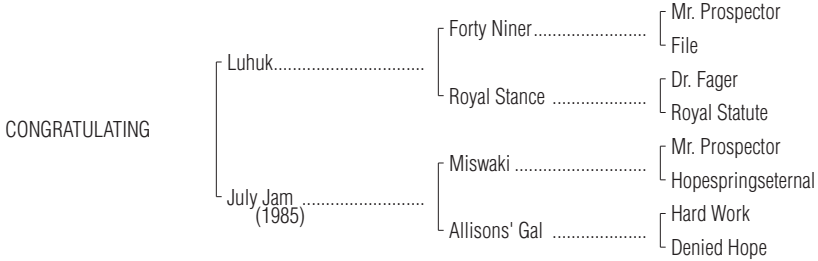 Mr. Prospector
Forty Niner..........................
File
Luhuk..................................
Dr. Fager
Royal Stance .....................
Royal Statute
CONGRATULATING
Mr. Prospector
Miswaki .............................
Hopespringseternal
July Jam ............................
(1985)
Hard Work
Allisons' Gal .....................
Denied Hope